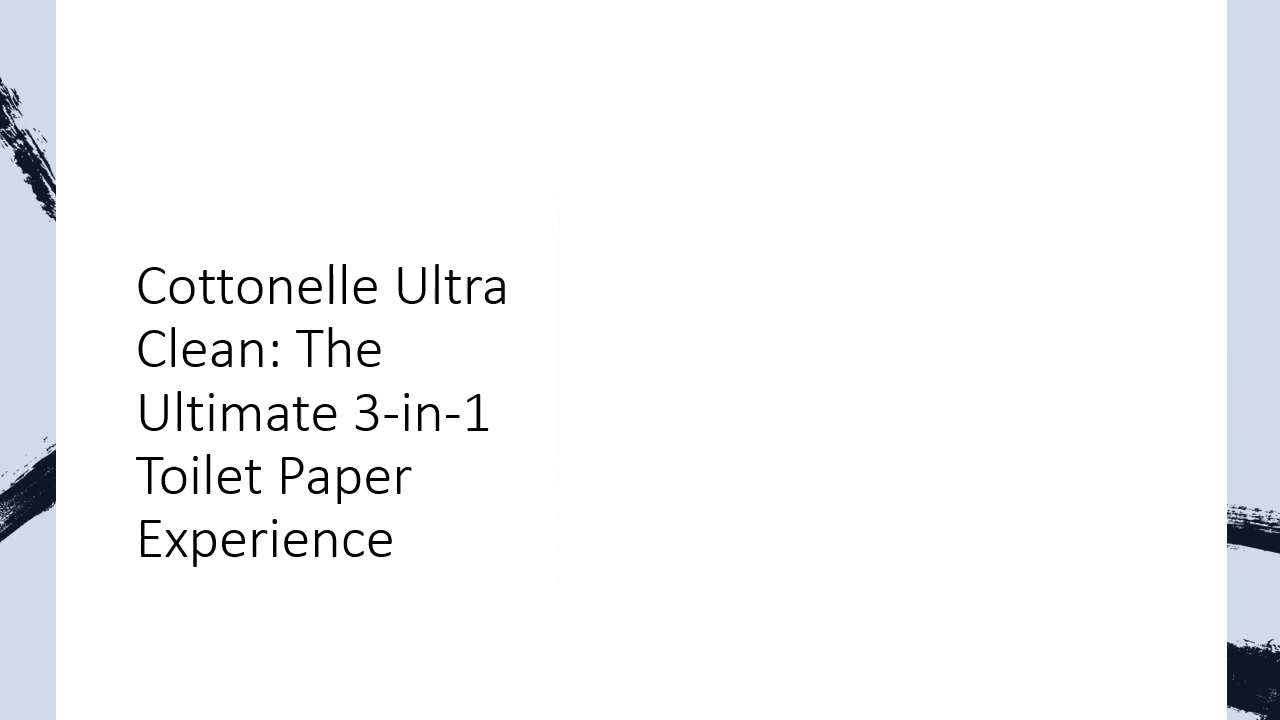 Cottonelle Ultra
Clean: The
Ultimate 3-in-1
Toilet Paper
Experience